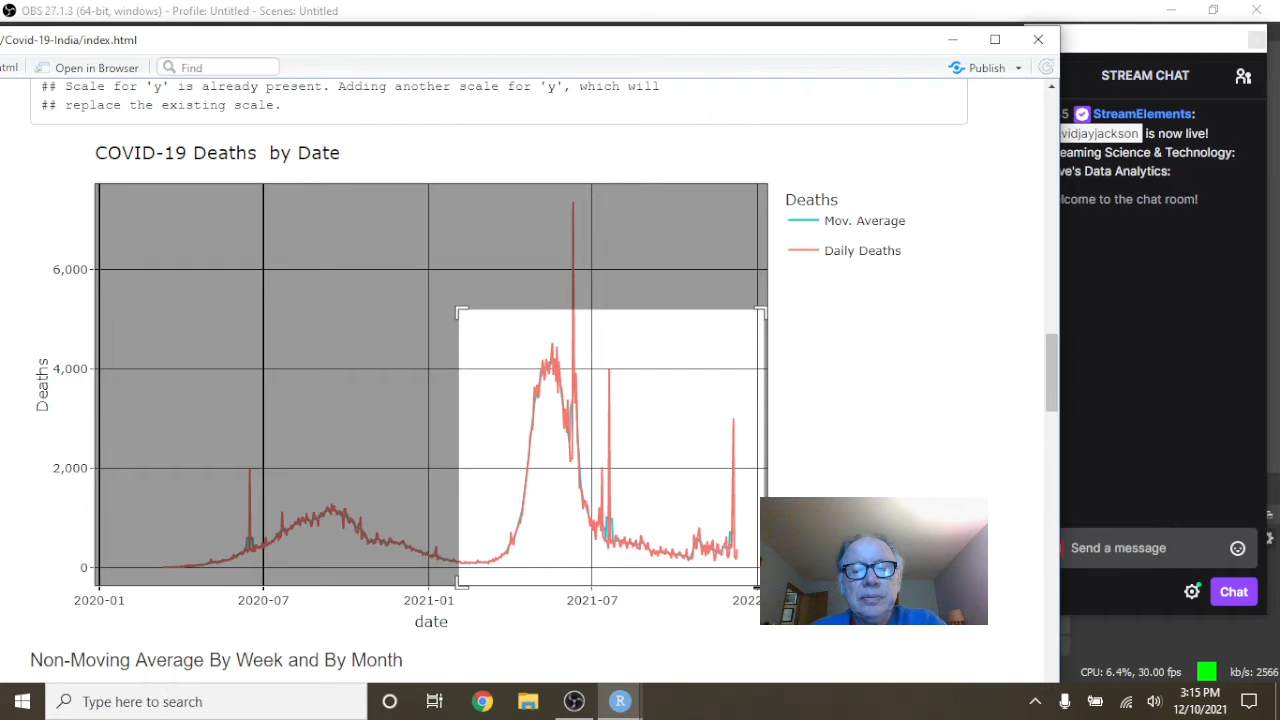 OBS 27.1.3 (64-bit, windows) - Profile: Untitled - Scenes: Untitled
/Covid-19-India/index.html
Open in Browser
Find
Publish
## Scale for 'y' is already present. Adding another scale for 'y', which will
## replace the existing scale.
COVID-19 Deaths by Date
Deaths
Mov. Average
Daily Deaths
6,000
4,000
2,000
0
Deaths
2020-01
2020-07
2021-01
2021-07
2022
date
Non-Moving Average By Week and By Month
STREAM CHAT
5 StreamElements:
vidjayjackson is now live!
eaming Science & Technology:
ve's Data Analytics:
lcome to the chat room!
Send a message
Chat
CPU: 6.4%, 30.00 fps
kb/s: 2566
Type here to search
R
3:15 PM
12/10/2021